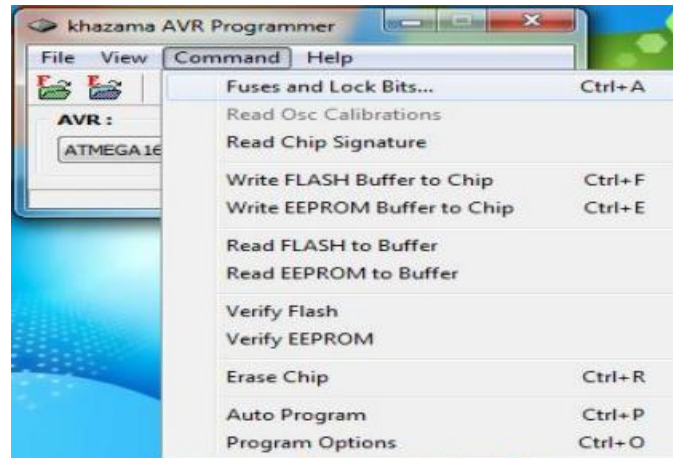 khazama AVR Programmer
File View Command Help
AVR :
ATMEGA16
Fuses and Lock Bits... Ctrl+A
Read Osc Calibrations
Read Chip Signature
Write FLASH Buffer to Chip Ctrl+F
Write EEPROM Buffer to Chip Ctrl+E
Read FLASH to Buffer
Read EEPROM to Buffer
Verify Flash
Verify EEPROM
Erase Chip Ctrl+R
Auto Program Ctrl+P
Program Options Ctrl+O